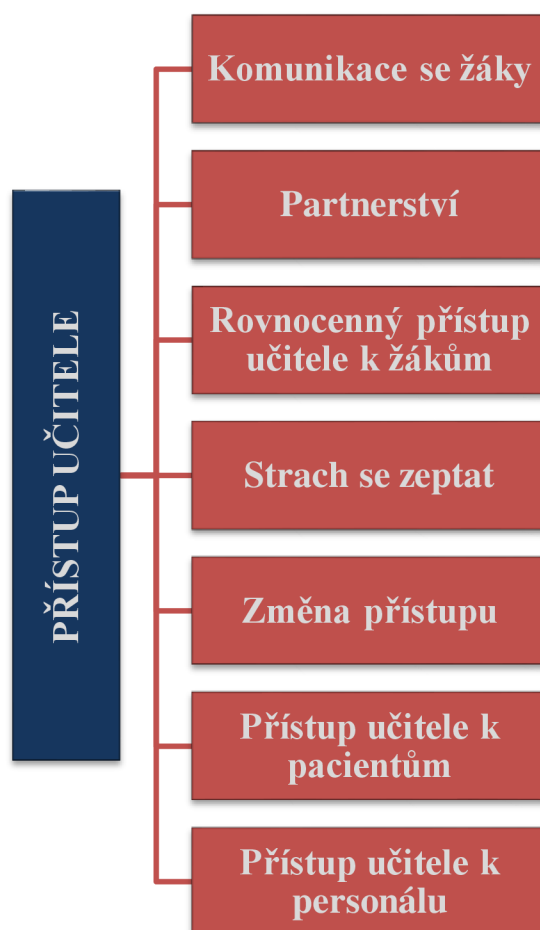 PŘÍSTUP UČITELE
Komunikace se žáky
Partnerství
Rovnocenný přístup
učitele k žákům
Strach se zeptat
Změna přístupu
Přístup učitele k
pacientům
Přístup učitele k
personálu